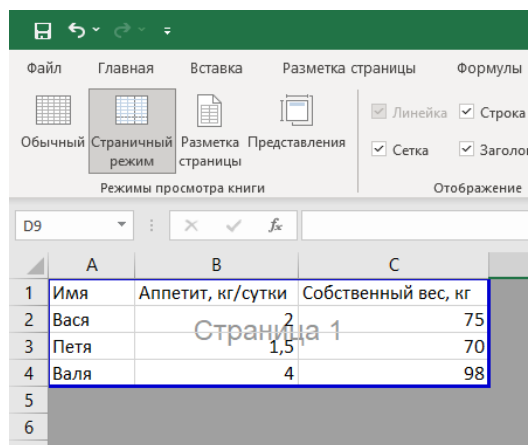 Файл Главная Вставка Разметка страницы Формулы
Линейка Строка
Обычный Страничный Разметка Представления
режим страницы
Сетка
Режимы просмотра книги Отображение
D9 fx
A B C
1 Имя Аппетит, кг/сутки Собственный вес, кг
2 Вася 2 75
Страница 1
3 Петя 1,5 70
4 Валя 4 98
5
6